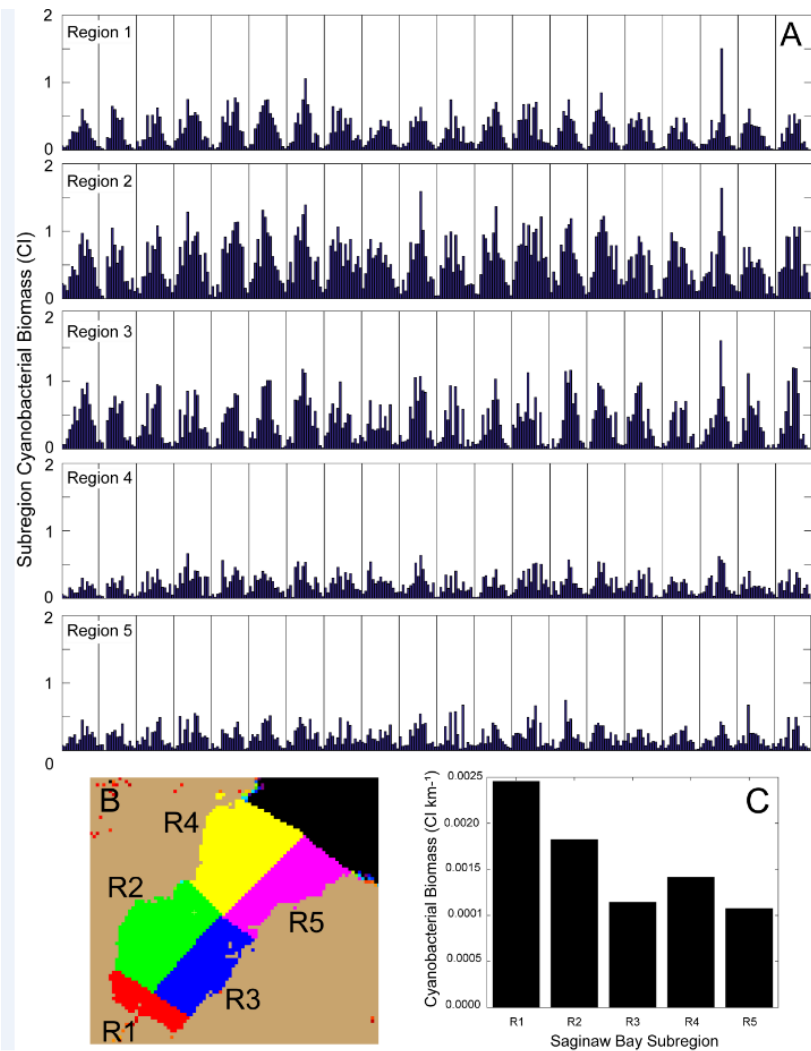 2
Region 1
A
1
0
2
Region 2
1
0
2
Region 3
1
0
2
Region 4
1
0
2
Region 5
1
0
Subregion Cyanobacterial Biomass (CI)
B
R4
R2
R5
R3
R1
C
0.0025
0.0020
0.0015
0.0010
0.0005
0.0000
Cyanobacterial Biomass (CI km⁻¹)
R1 R2 R3 R4 R5
Saginaw Bay Subregion